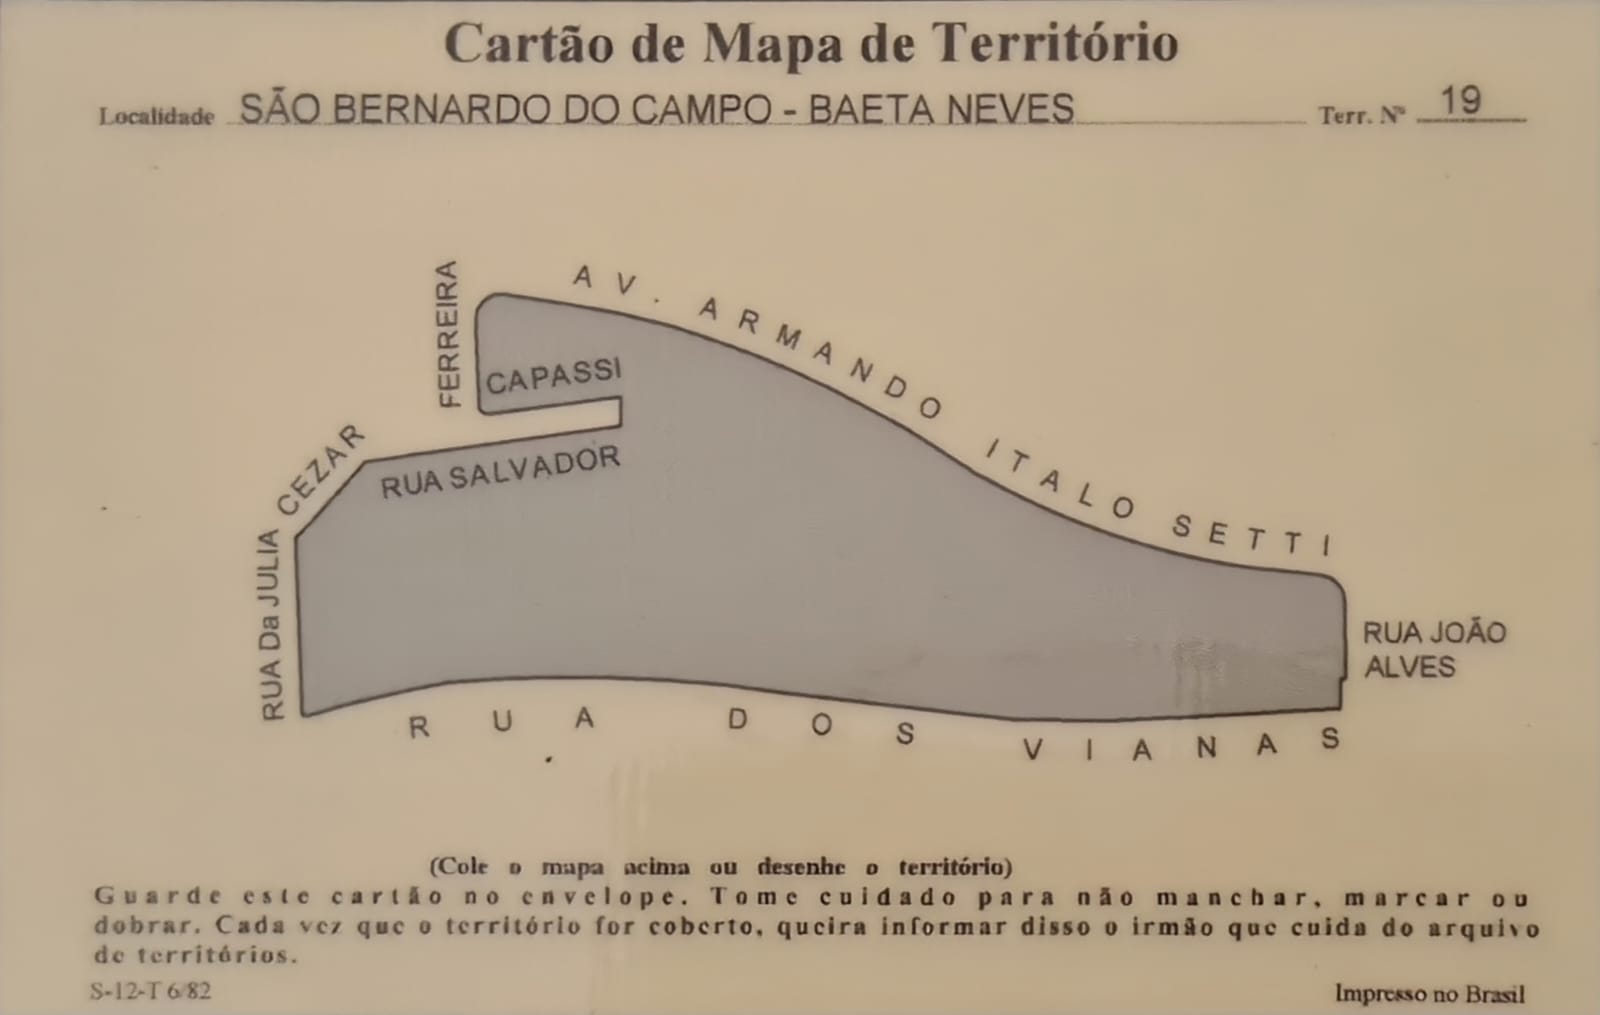 Cartão de Mapa de Território
Localidade SÃO BERNARDO DO CAMPO - BAETA NEVES Terr. Nº 19
AV. ARMANDO ITALO SETTI
FERREIRA
CAPASSI
CEZAR
RUA SALVADOR
RUA Da JULIA
RUA JOÃO
ALVES
RUA DOS VIANAS
(Cole o mapa acima ou desenhe o território)
Guarde este cartão no envelope. Tome cuidado para não manchar, marcar ou
dobrar. Cada vez que o território for coberto, queira informar disso o irmão que cuida do arquivo
de territórios.
S-12-T 6/82
Impresso no Brasil